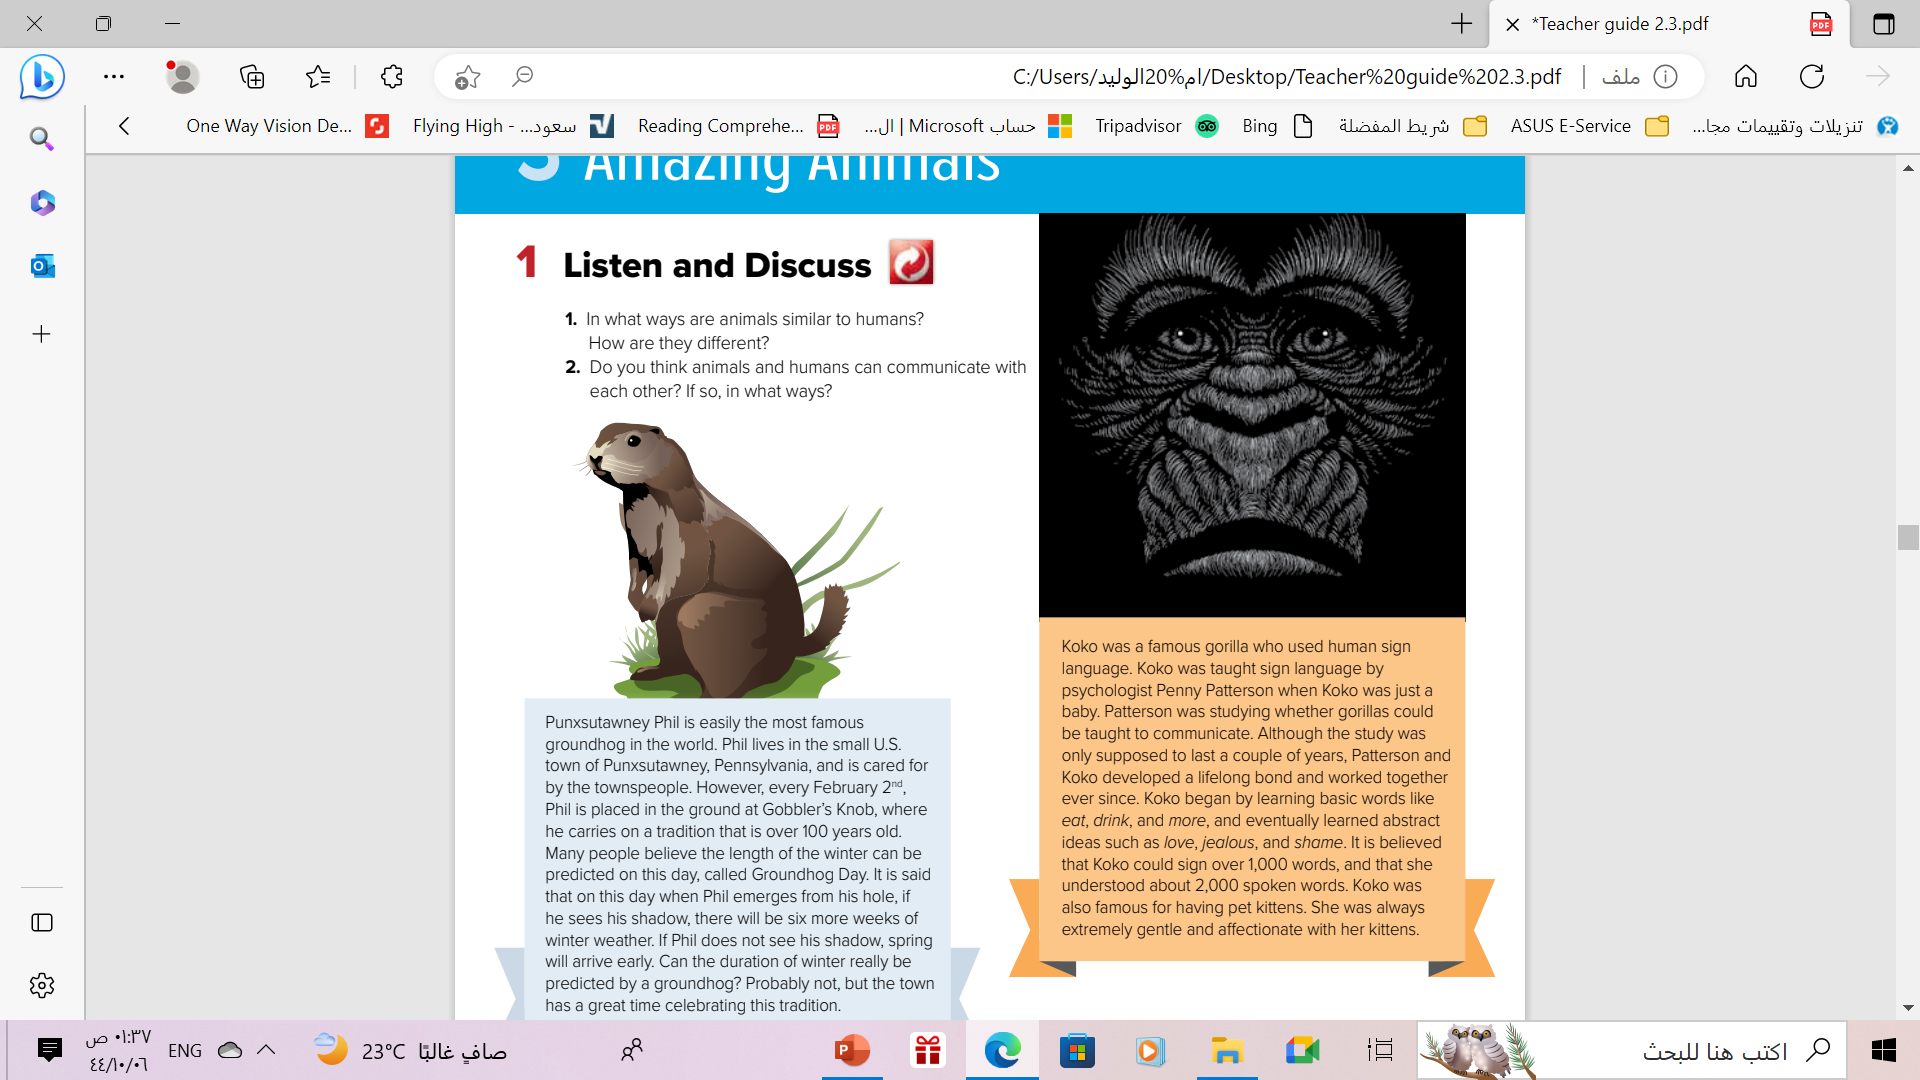 *Teacher guide 2.3.pdf
C:/Users/ام%20الوليد/Desktop/Teacher%20guide%202.3.pdf
ملف
One Way Vision De...
Flying High - سعود...
Reading Comprehe...
حساب Microsoft | ال...
Tripadvisor
Bing
شريط المفضلة
ASUS E-Service
تنزيلات وتقييمات مجا...
3 Amazing Animals
1 Listen and Discuss
1. In what ways are animals similar to humans?
How are they different?
2. Do you think animals and humans can communicate with
each other? If so, in what ways?
Punxsutawney Phil is easily the most famous
groundhog in the world. Phil lives in the small U.S.
town of Punxsutawney, Pennsylvania, and is cared for
by the townspeople. However, every February 2nd,
Phil is placed in the ground at Gobbler's Knob, where
he carries on a tradition that is over 100 years old.
Many people believe the length of the winter can be
predicted on this day, called Groundhog Day. It is said
that on this day when Phil emerges from his hole, if
he sees his shadow, there will be six more weeks of
winter weather. If Phil does not see his shadow, spring
will arrive early. Can the duration of winter really be
predicted by a groundhog? Probably not, but the town
has a great time celebrating this tradition.
Koko was a famous gorilla who used human sign
language. Koko was taught sign language by
psychologist Penny Patterson when Koko was just a
baby. Patterson was studying whether gorillas could
be taught to communicate. Although the study was
only supposed to last a couple of years, Patterson and
Koko developed a lifelong bond and worked together
ever since. Koko began by learning basic words like
eat, drink, and more, and eventually learned abstract
ideas such as love, jealous, and shame. It is believed
that Koko could sign over 1,000 words, and that she
understood about 2,000 spoken words. Koko was
also famous for having pet kittens. She was always
extremely gentle and affectionate with her kittens.
٠١:٣٧ ص
٤٤/١٠/٠٦
ENG
23°C صافٍ غالبًا
اكتب هنا للبحث